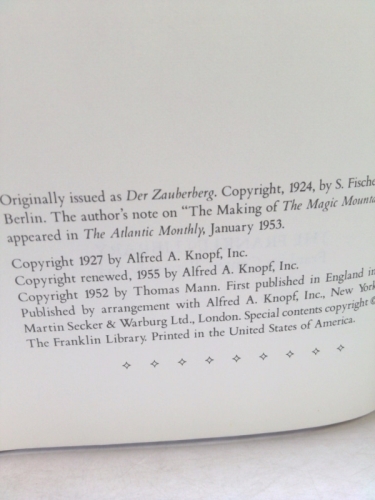 Originally issued as Der Zauberberg. Copyright, 1924, by S. Fische
Berlin. The author's note on "The Making of The Magic Mounta
appeared in The Atlantic Monthly, January 1953.
Copyright 1927 by Alfred A. Knopf, Inc.
Copyright renewed, 1955 by Alfred A. Knopf, Inc.
Copyright 1952 by Thomas Mann. First published in England in
Published by arrangement with Alfred A. Knopf, Inc., New York
Martin Secker & Warburg Ltd., London. Special contents copyright ©
The Franklin Library. Printed in the United States of America.